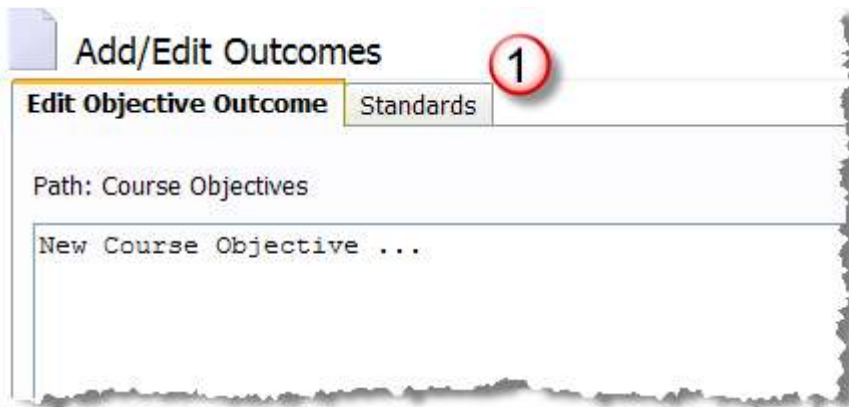 Add/Edit Outcomes
1
Edit Objective Outcome Standards
Path: Course Objectives
New Course Objective ...